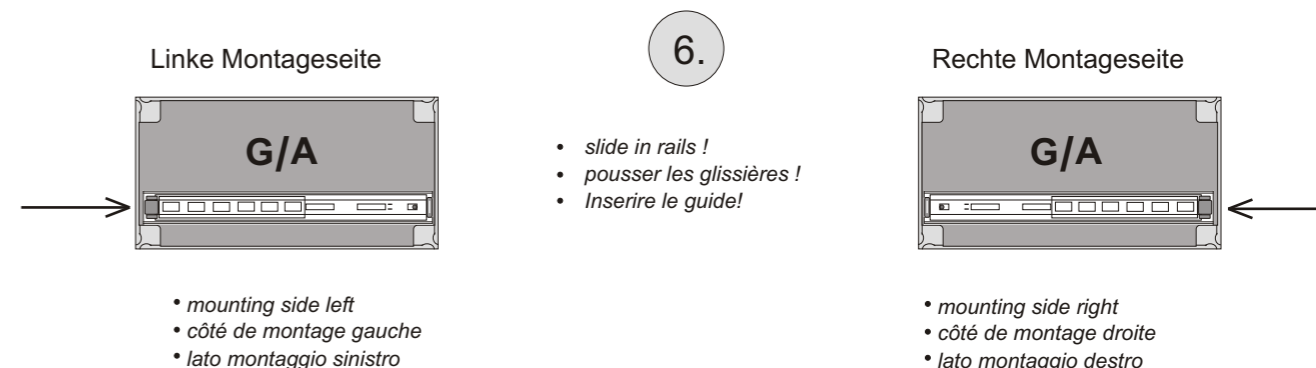 6.
Linke Montageseite
Rechte Montageseite
G/A
• slide in rails !
• pousser les glissières !
• Inserire le guide!
G/A
• mounting side left
• côté de montage gauche
• lato montaggio sinistro
• mounting side right
• côté de montage droite
• lato montaggio destro